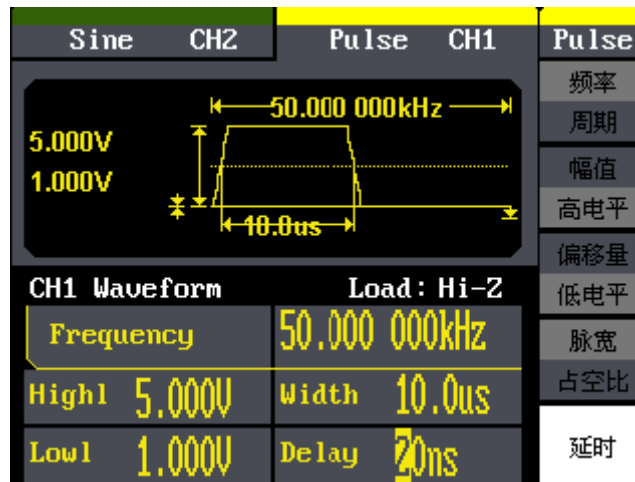 Sine CH2 Pulse CH1 Pulse
频率
周期
幅值
高电平
偏移量
低电平
脉宽
占空比
延时
50.000 000kHz
5.000V
1.000V
10.0us
CH1 Waveform Load: Hi-Z
Frequency 50.000 000kHz
Highl 5.000V Width 10.0us
Lowl 1.000V Delay 20ns